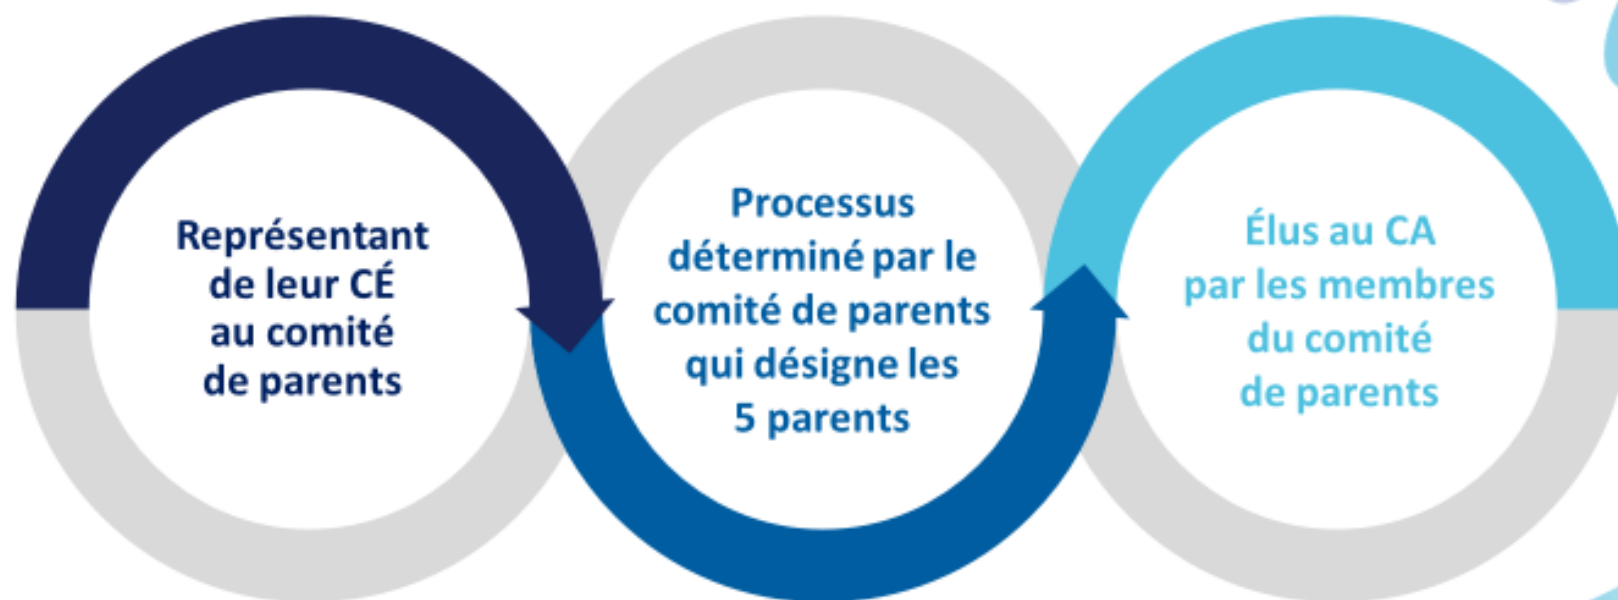 Représentant
de leur CÉ
au comité
de parents
Processus
déterminé par le
comité de parents
qui désigne les
5 parents
Élus au CA
par les membres
du comité
de parents